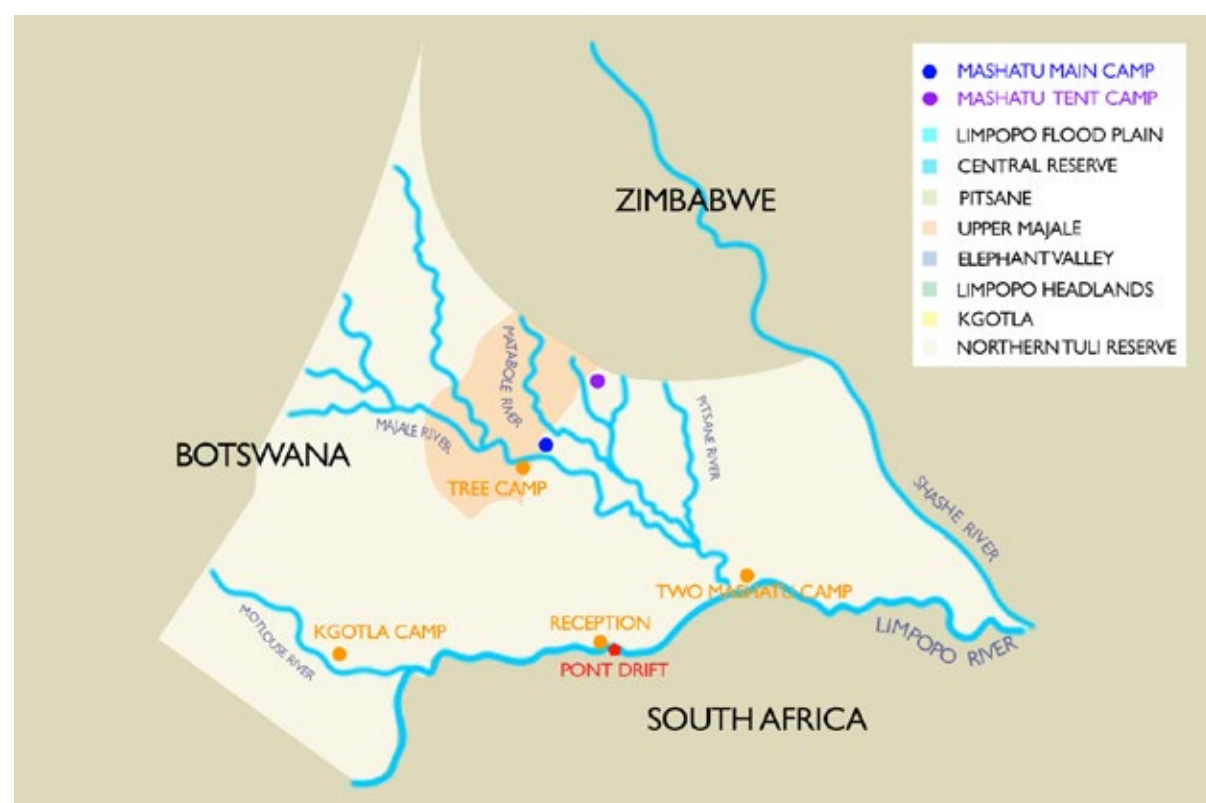 MASHATU MAIN CAMP
MASHATU TENT CAMP
LIMPOPO FLOOD PLAIN
CENTRAL RESERVE
PITSANE
UPPER MAJALE
ELEPHANT VALLEY
LIMPOPO HEADLANDS
KGOTLA
NORTHERN TULI RESERVE
ZIMBABWE
MATABOLE RIVER
PITSANE RIVER
MAJALE RIVER
BOTSWANA
TREE CAMP
SHASHE RIVER
TWO MASHATU CAMP
MOTLOUSE RIVER
KGOTLA CAMP
RECEPTION
LIMPOPO RIVER
PONT DRIFT
SOUTH AFRICA